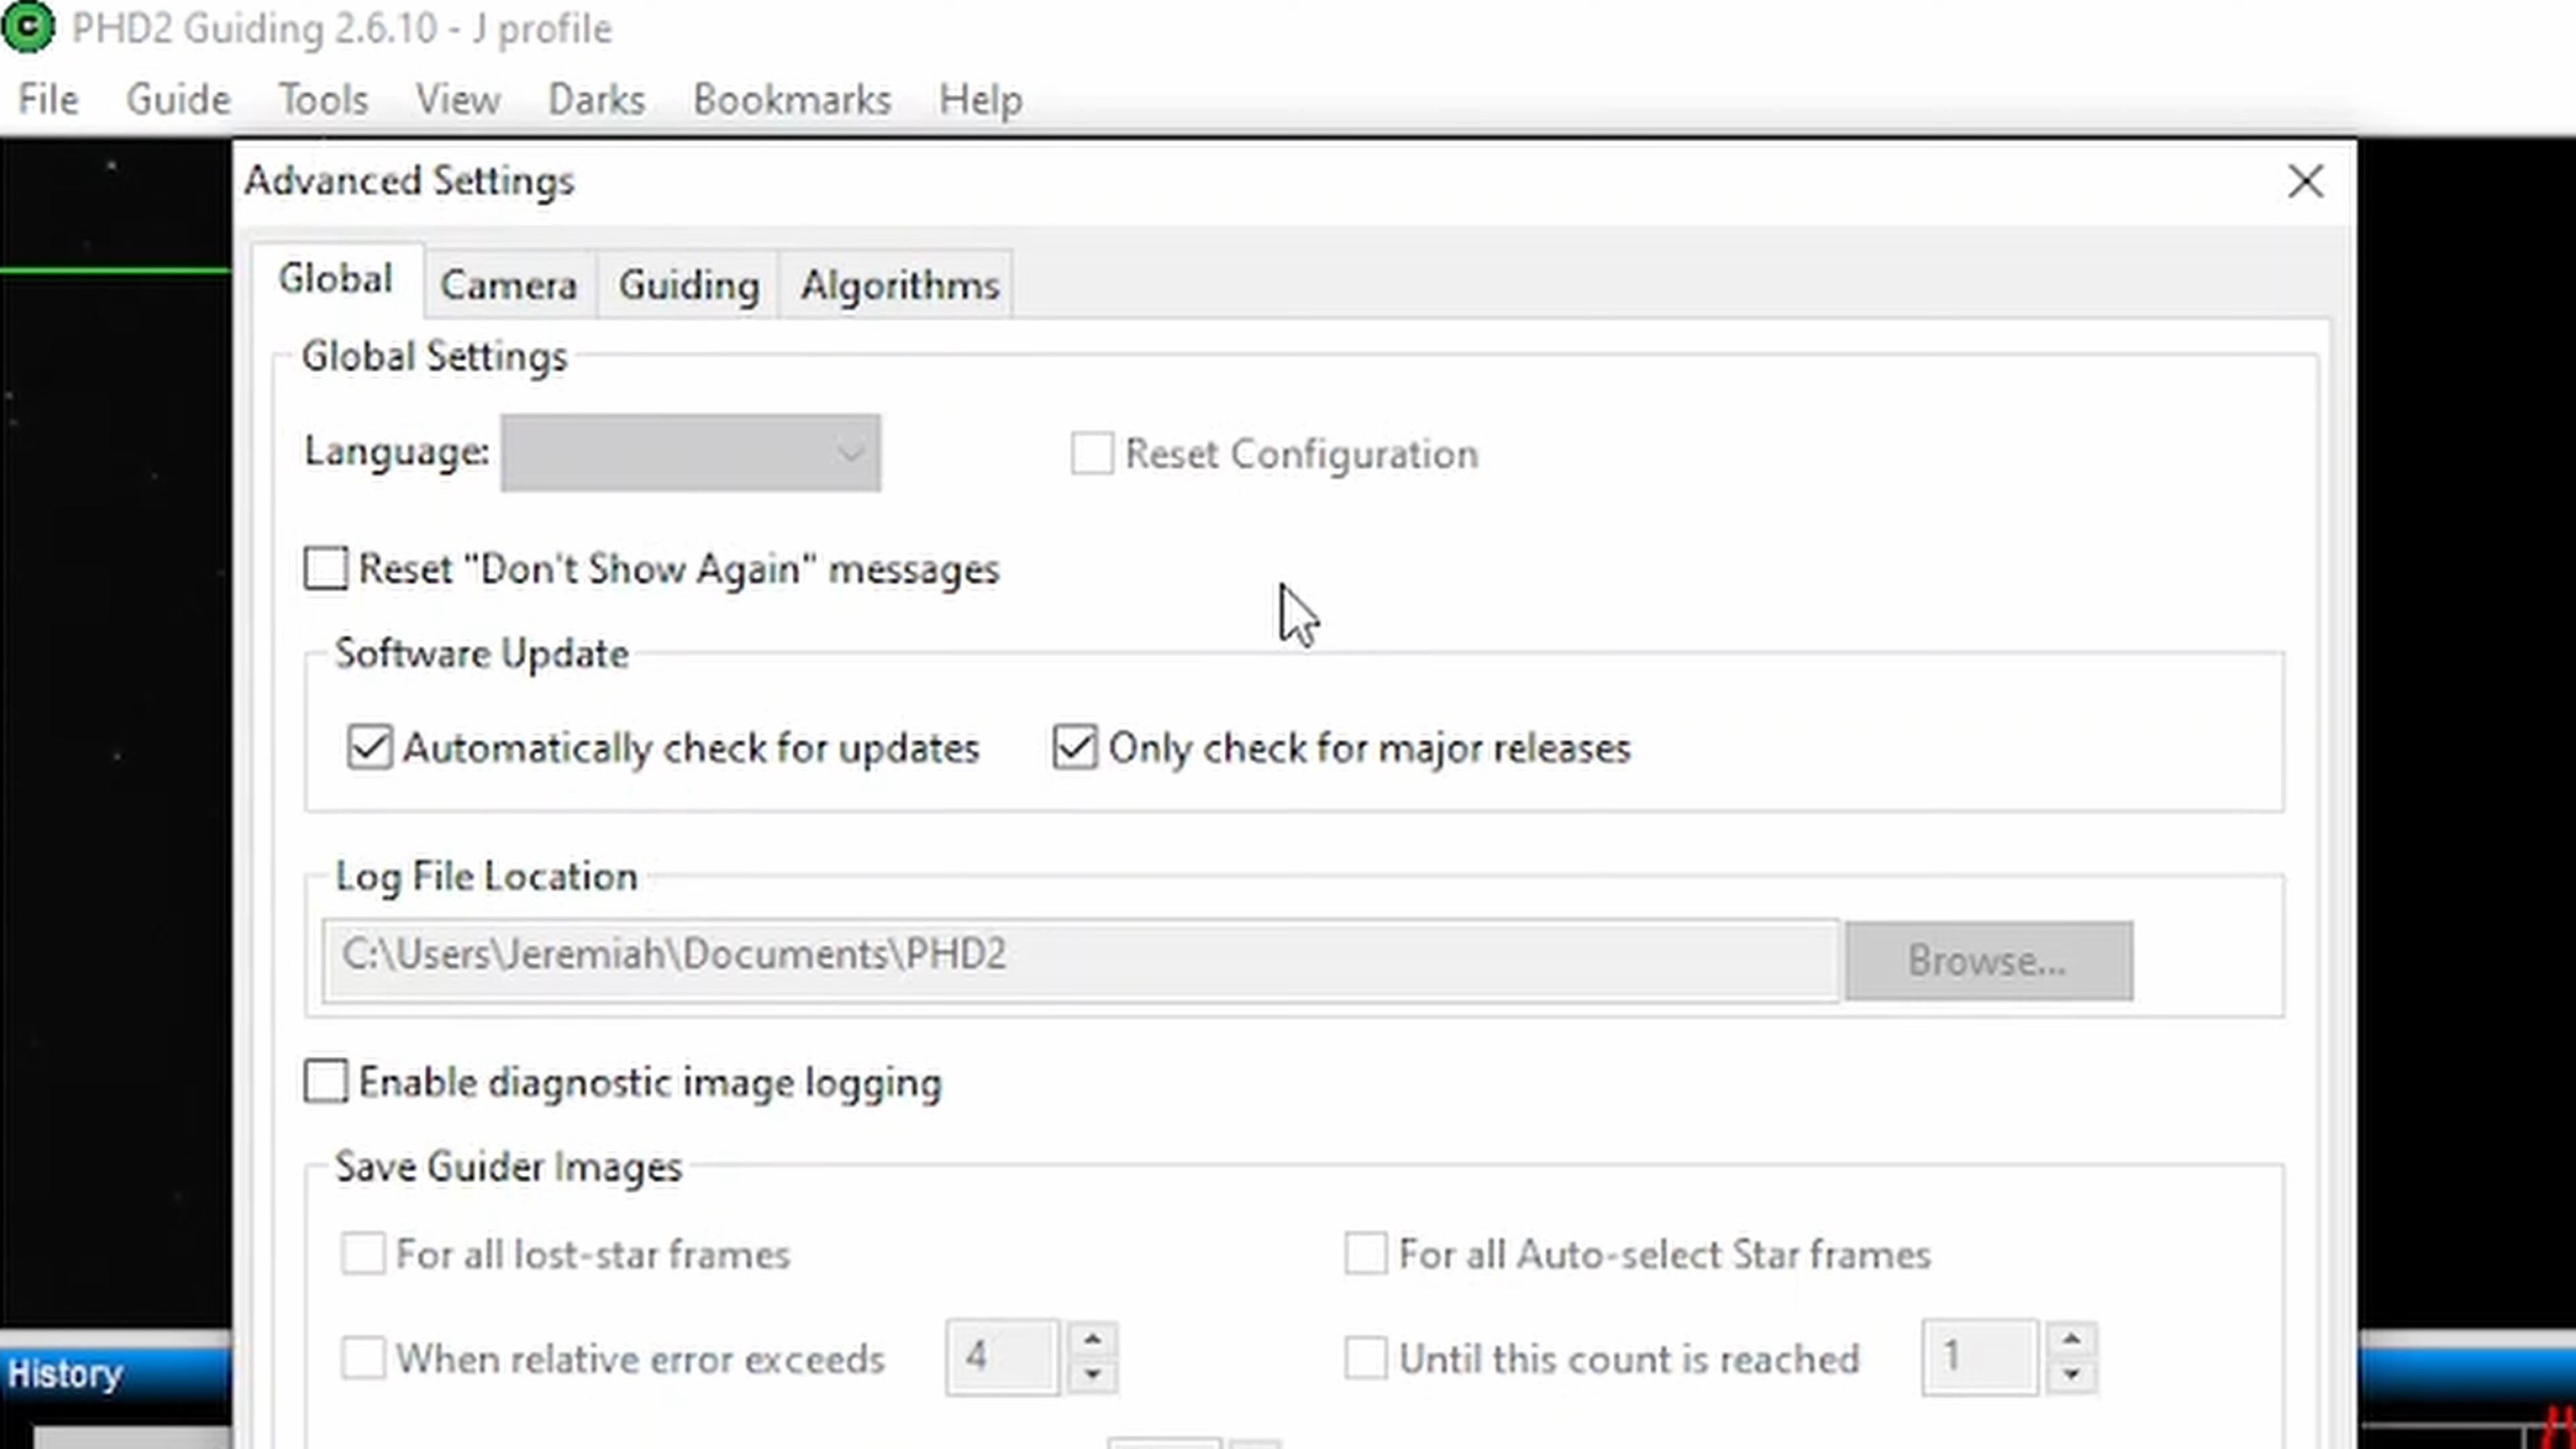 PHD2 Guiding 2.6.10 - J profile
File Guide Tools View Darks Bookmarks Help
Advanced Settings
Global Camera Guiding Algorithms
Global Settings
Language: Reset Configuration
Reset "Don't Show Again" messages
Software Update
Automatically check for updates Only check for major releases
Log File Location
C:\Users\Jeremiah\Documents\PHD2 Browse...
Enable diagnostic image logging
Save Guider Images
For all lost-star frames For all Auto-select Star frames
When relative error exceeds 4 Until this count is reached 1
History